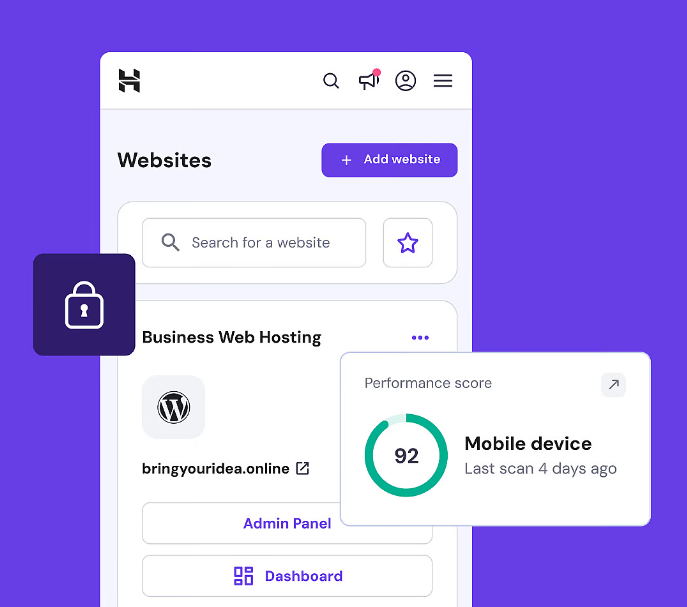 Websites
+ Add website
Search for a website
Business Web Hosting
Performance score
92
Mobile device
Last scan 4 days ago
bringyouridea.online
Admin Panel
Dashboard